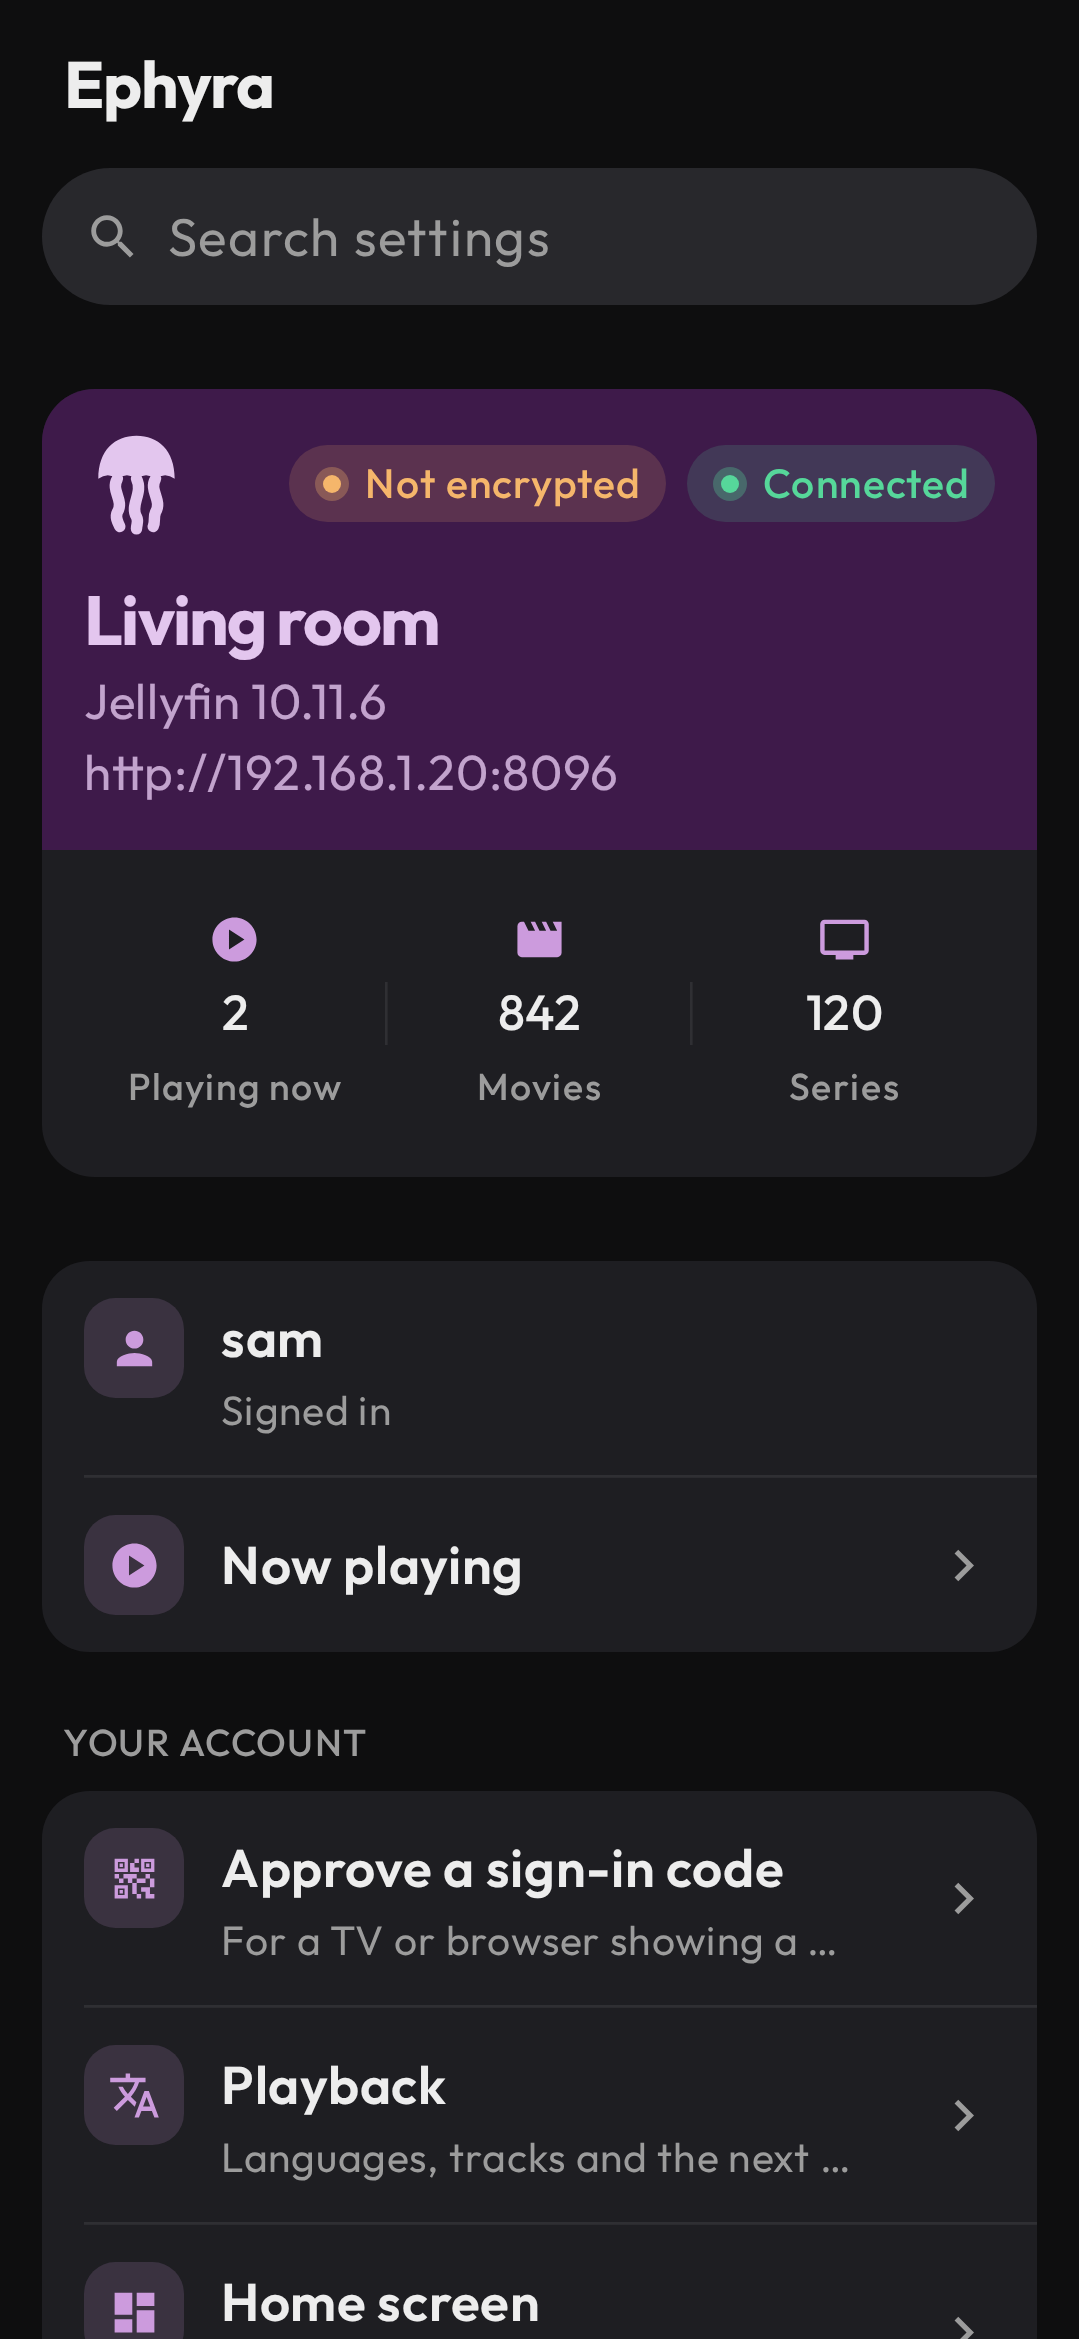 Ephyra
Search settings
Not encrypted
Connected
Living room
Jellyfin 10.11.6
http://192.168.1.20:8096
2
842
120
Playing now
Movies
Series
sam
Signed in
Now playing
YOUR ACCOUNT
Approve a sign-in code
For a TV or browser showing a ...
Playback
Languages, tracks and the next ...
Home screen